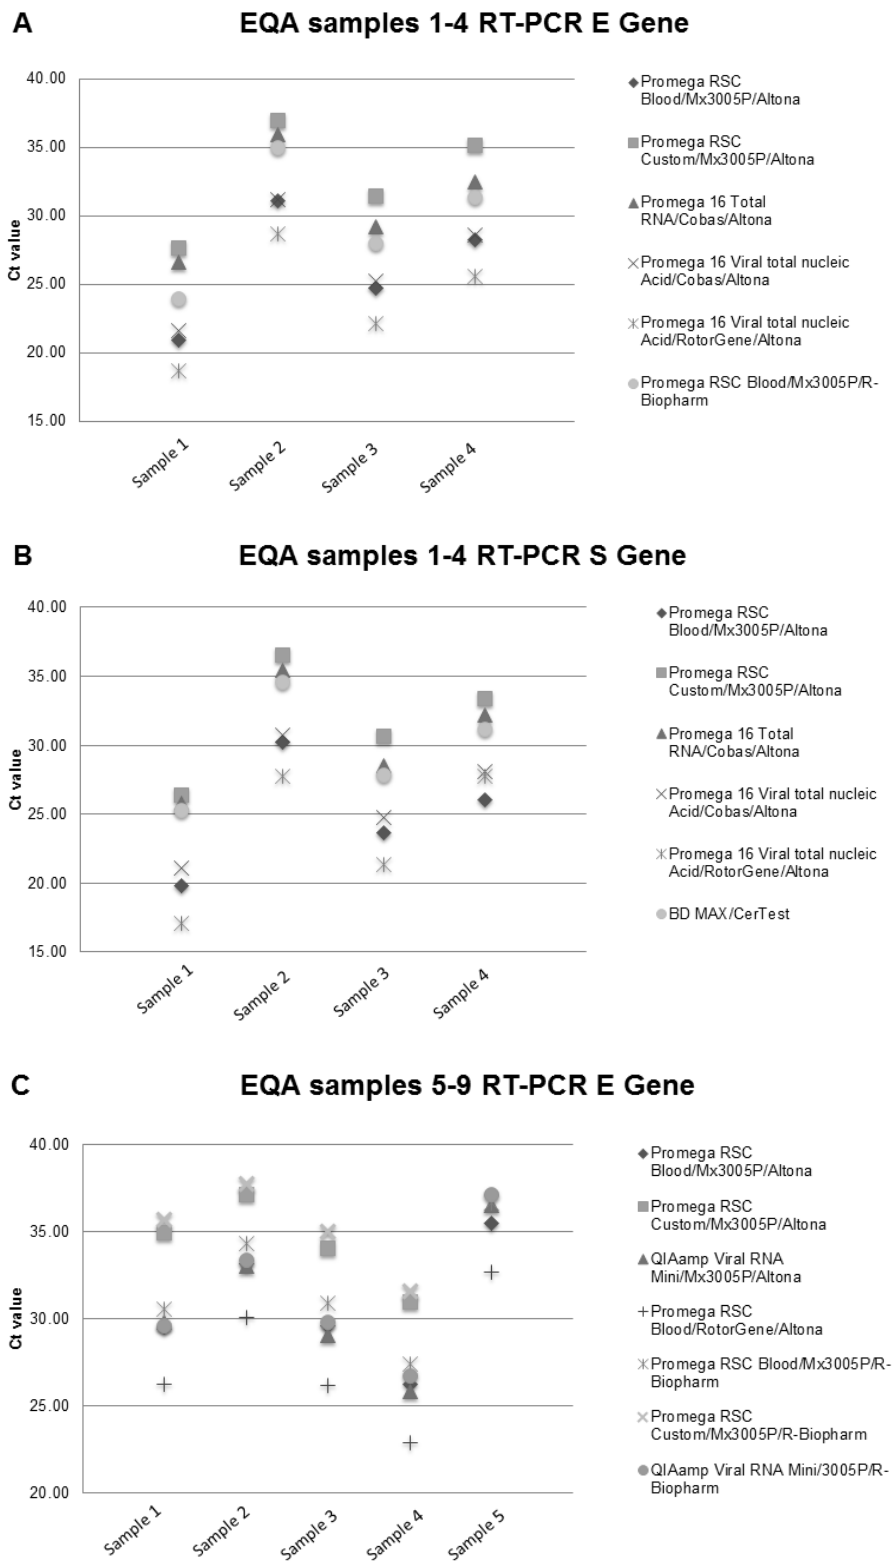 A
EQA samples 1-4 RT-PCR E Gene
40.00
35.00
30.00
25.00
20.00
15.00
Ct value
Sample 1
Sample 2
Sample 3
Sample 4
Promega RSC
Blood/Mx3005P/Altona
Promega RSC
Custom/Mx3005P/Altona
Promega 16 Total
RNA/Cobas/Altona
Promega 16 Viral total nucleic
Acid/Cobas/Altona
Promega 16 Viral total nucleic
Acid/RotorGene/Altona
Promega RSC Blood/Mx3005P/R-
Biopharm
B
EQA samples 1-4 RT-PCR S Gene
40.00
35.00
30.00
25.00
20.00
15.00
Ct value
Sample 1
Sample 2
Sample 3
Sample 4
Promega RSC
Blood/Mx3005P/Altona
Promega RSC
Custom/Mx3005P/Altona
Promega 16 Total
RNA/Cobas/Altona
Promega 16 Viral total nucleic
Acid/Cobas/Altona
Promega 16 Viral total nucleic
Acid/RotorGene/Altona
BD MAX/CerTest
C
EQA samples 5-9 RT-PCR E Gene
40.00
35.00
30.00
25.00
20.00
Ct value
Sample 1
Sample 2
Sample 3
Sample 4
Sample 5
Promega RSC
Blood/Mx3005P/Altona
Promega RSC
Custom/Mx3005P/Altona
QIAamp Viral RNA
Mini/Mx3005P/Altona
Promega RSC
Blood/RotorGene/Altona
Promega RSC Blood/Mx3005P/R-
Biopharm
Promega RSC
Custom/Mx3005P/R-Biopharm
QIAamp Viral RNA Mini/3005P/R-
Biopharm